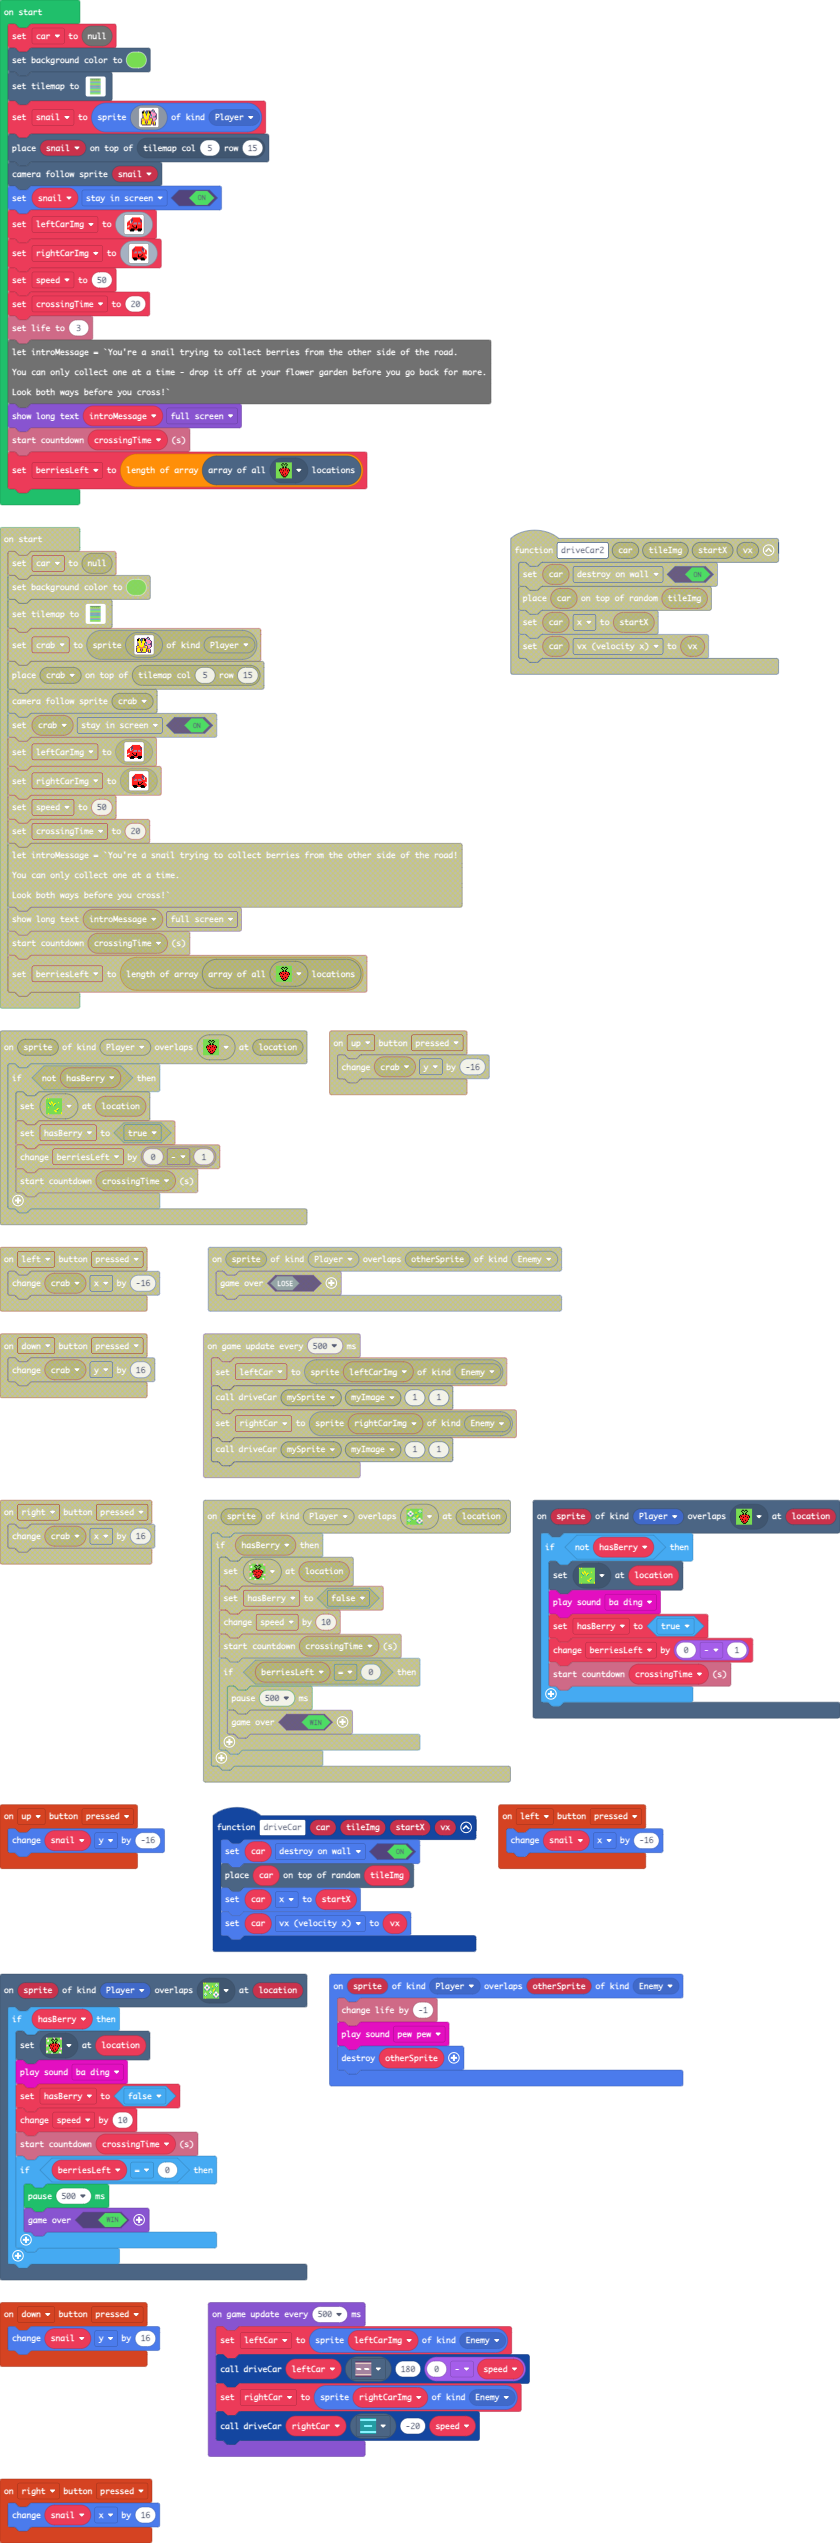 on start
set car to null
set background color to
set tilemap to
set snail to sprite of kind Player
place snail on top of tilemap col 5 row 15
camera follow sprite snail
set snail stay in screen ON
set leftCarImg to
set rightCarImg to
set speed to 50
set crossingTime to 20
set life to 3
let introMessage = `You're a snail trying to collect berries from the other side of the road.
You can only collect one at a time - drop it off at your flower garden before you go back for more.
Look both ways before you cross!`
show long text introMessage full screen
start countdown crossingTime (s)
set berriesLeft to length of array array of all locations
on start
set car to null
set background color to
set tilemap to
set crab to sprite of kind Player
place crab on top of tilemap col 5 row 15
camera follow sprite crab
set crab stay in screen ON
set leftCarImg to
set rightCarImg to
set speed to 50
set crossingTime to 20
let introMessage = `You're a snail trying to collect berries from the other side of the road!
You can only collect one at a time.
Look both ways before you cross!`
show long text introMessage full screen
start countdown crossingTime (s)
set berriesLeft to length of array array of all locations
function driveCar2 car tileImg startX vx
set car destroy on wall ON
place car on top of random tileImg
set car x to startX
set car vx (velocity x) to vx
on sprite of kind Player overlaps at location
if not hasBerry then
set at location
set hasBerry to true
change berriesLeft by 0 - 1
start countdown crossingTime (s)
on up button pressed
change crab y by -16
on left button pressed
change crab x by -16
on sprite of kind Player overlaps otherSprite of kind Enemy
game over LOSE
on down button pressed
change crab y by 16
on game update every 500 ms
set leftCar to sprite leftCarImg of kind Enemy
call driveCar mySprite myImage 1 1
set rightCar to sprite rightCarImg of kind Enemy
call driveCar mySprite myImage 1 1
on right button pressed
change crab x by 16
on sprite of kind Player overlaps at location
if hasBerry then
set at location
set hasBerry to false
change speed by 10
start countdown crossingTime (s)
if berriesLeft = 0 then
pause 500 ms
game over WIN
on sprite of kind Player overlaps at location
if not hasBerry then
set at location
play sound ba ding
set hasBerry to true
change berriesLeft by 0 - 1
start countdown crossingTime (s)
on up button pressed
change snail y by -16
function driveCar car tileImg startX vx
set car destroy on wall ON
place car on top of random tileImg
set car x to startX
set car vx (velocity x) to vx
on left button pressed
change snail x by -16
on sprite of kind Player overlaps at location
if hasBerry then
set at location
play sound ba ding
set hasBerry to false
change speed by 10
start countdown crossingTime (s)
if berriesLeft = 0 then
pause 500 ms
game over WIN
on sprite of kind Player overlaps otherSprite of kind Enemy
change life by -1
play sound pew pew
destroy otherSprite
on down button pressed
change snail y by 16
on game update every 500 ms
set leftCar to sprite leftCarImg of kind Enemy
call driveCar leftCar 180 0 - speed
set rightCar to sprite rightCarImg of kind Enemy
call driveCar rightCar -20 speed
on right button pressed
change snail x by 16